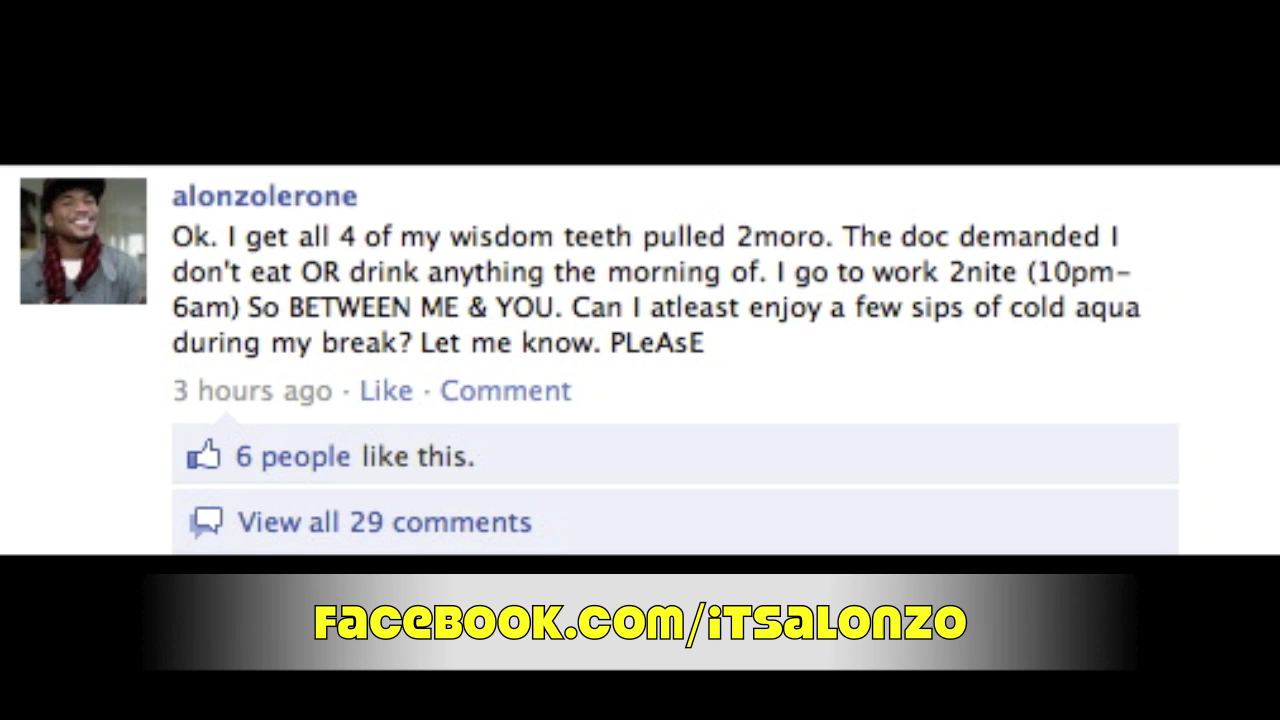 alonzolerone
Ok. I get all 4 of my wisdom teeth pulled 2moro. The doc demanded I
don't eat OR drink anything the morning of. I go to work 2nite (10pm-
6am) So BETWEEN ME & YOU. Can I atleast enjoy a few sips of cold aqua
during my break? Let me know. PLeAsE
3 hours ago · Like · Comment
6 people like this.
View all 29 comments
FaceBOOK.com/iTSaLONZO